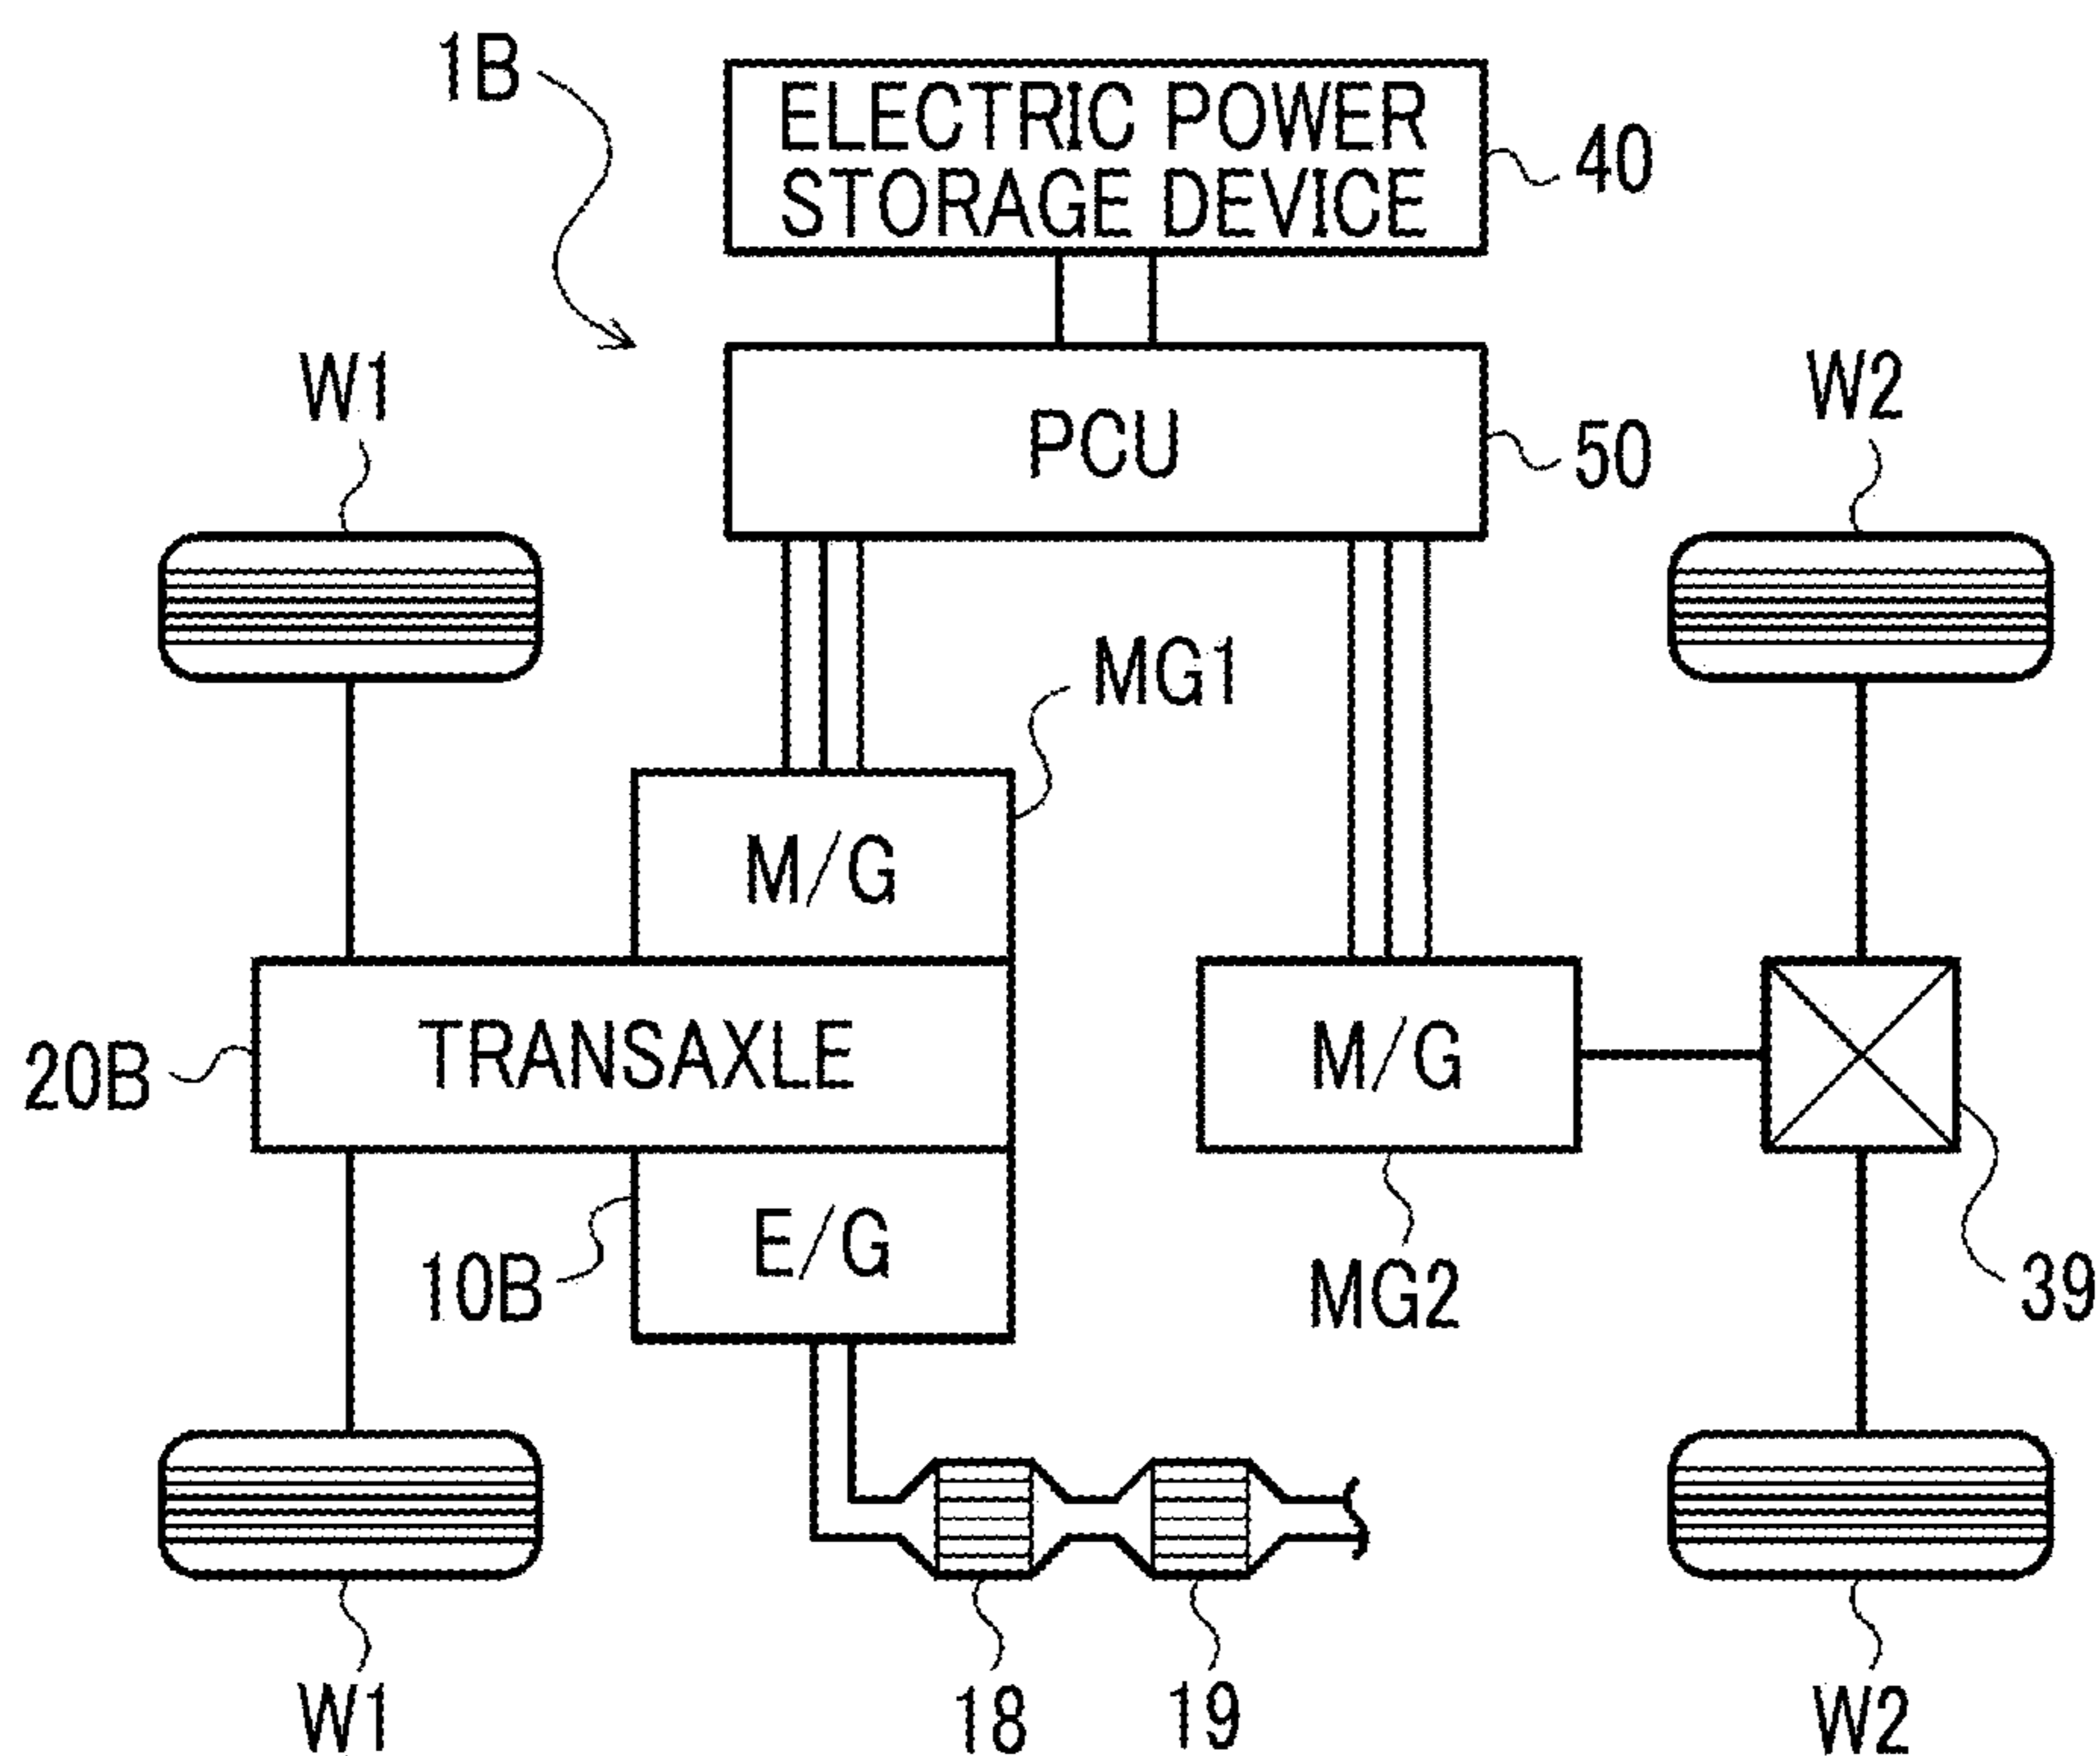 1B
ELECTRIC POWER
STORAGE DEVICE
40
W1
PCU
50
W2
MG1
M/G
20B
TRANSAXLE
M/G
10B
E/G
MG2
39
W1
18
19
W2